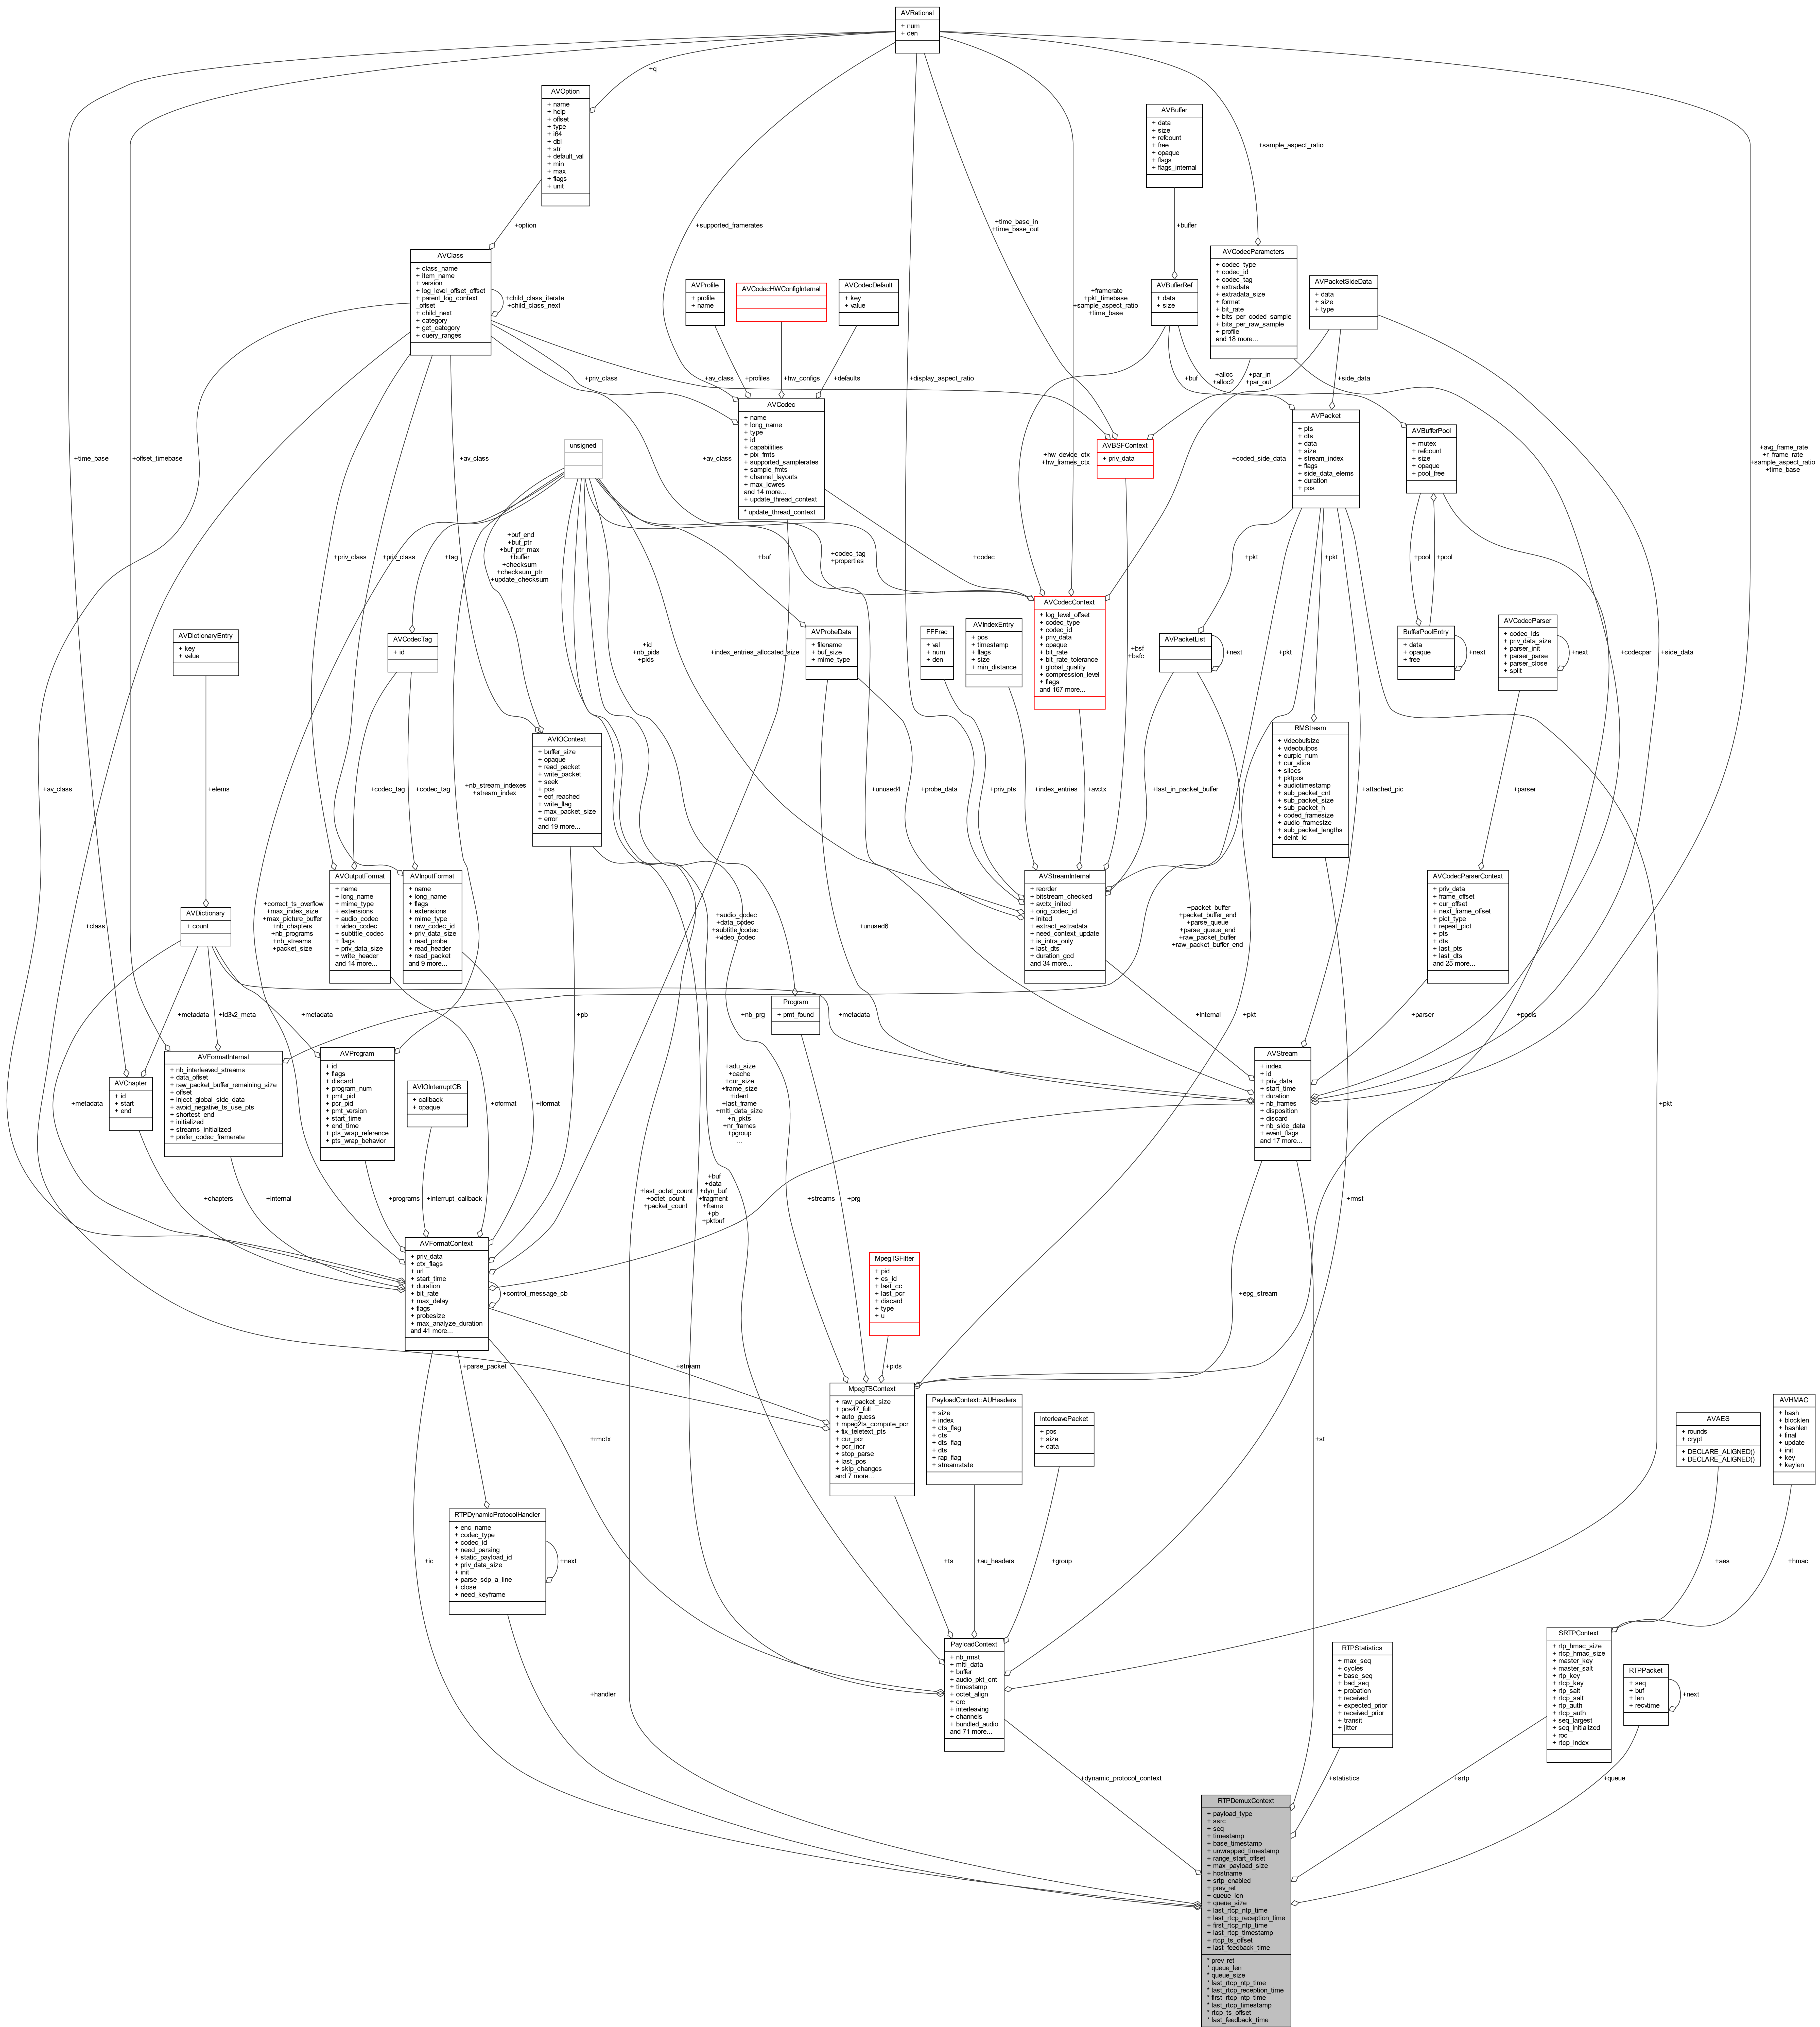 AVRational
+ num
+ den
+q
AVOption
+ name
+ help
+ offset
+ type
+ i64
+ dbl
+ str
+ default_val
+ min
+ max
+ flags
+ unit
AVBuffer
+ data
+ size
+ refcount
+ free
+ opaque
+ flags
+ flags_internal
+sample_aspect_ratio
+option
+supported_framerates
+time_base_in
+time_base_out
+buffer
AVClass
+ class_name
+ item_name
+ version
+ log_level_offset_offset
+ parent_log_context
_offset
+ child_next
+ category
+ get_category
+ query_ranges
+child_class_iterate
+child_class_next
AVProfile
+ profile
+ name
AVCodecHWConfigInternal
AVCodecDefault
+ key
+ value
+framerate
+pkt_timebase
+sample_aspect_ratio
+time_base
AVBufferRef
+ data
+ size
AVCodecParameters
+ codec_type
+ codec_id
+ codec_tag
+ extradata
+ extradata_size
+ format
+ bit_rate
+ bits_per_coded_sample
+ bits_per_raw_sample
+ profile
and 18 more...
AVPacketSideData
+ data
+ size
+ type
+priv_class
+av_class
+profiles
+hw_configs
+defaults
+display_aspect_ratio
+buf
+alloc
+alloc2
+par_in
+par_out
+side_data
AVCodec
+ name
+ long_name
+ type
+ id
+ capabilities
+ pix_fmts
+ supported_samplerates
+ sample_fmts
+ channel_layouts
+ max_lowres
and 14 more...
+ update_thread_context
* update_thread_context
unsigned
AVBSFContext
+ priv_data
AVPacket
+ pts
+ dts
+ data
+ size
+ stream_index
+ flags
+ side_data_elems
+ duration
+ pos
AVBufferPool
+ mutex
+ refcount
+ size
+ opaque
+ pool_free
+time_base
+offset_timebase
+av_class
+av_class
+hw_device_ctx
+hw_frames_ctx
+coded_side_data
+avg_frame_rate
+r_frame_rate
+sample_aspect_ratio
+time_base
+priv_class
+priv_class
+tag
+buf_end
+buf_ptr
+buf_ptr_max
+buffer
+checksum
+checksum_ptr
+update_checksum
+buf
+codec_tag
+properties
+codec
+pkt
+pkt
+pool
+pool
AVDictionaryEntry
+ key
+ value
AVCodecTag
+ id
+id
+nb_pids
+pids
+index_entries_allocated_size
AVProbeData
+ filename
+ buf_size
+ mime_type
FFFrac
+ val
+ num
+ den
AVIndexEntry
+ pos
+ timestamp
+ flags
+ size
+ min_distance
AVCodecContext
+ log_level_offset
+ codec_type
+ codec_id
+ priv_data
+ opaque
+ bit_rate
+ bit_rate_tolerance
+ global_quality
+ compression_level
+ flags
and 167 more...
+bsf
+bsfc
AVPacketList
+next
+pkt
BufferPoolEntry
+ data
+ opaque
+ free
+next
AVCodecParser
+ codec_ids
+ priv_data_size
+ parser_init
+ parser_parse
+ parser_close
+ split
+next
+codecpar
+side_data
AVIOContext
+ buffer_size
+ opaque
+ read_packet
+ write_packet
+ seek
+ pos
+ eof_reached
+ write_flag
+ max_packet_size
+ error
and 19 more...
RMStream
+ videobufsize
+ videobufpos
+ curpic_num
+ cur_slice
+ slices
+ pktpos
+ audiotimestamp
+ sub_packet_cnt
+ sub_packet_size
+ sub_packet_h
+ coded_framesize
+ audio_framesize
+ sub_packet_lengths
+ deint_id
+av_class
+elems
+codec_tag
+codec_tag
+nb_stream_indexes
+stream_index
+unused4
+probe_data
+priv_pts
+index_entries
+avctx
+last_in_packet_buffer
+attached_pic
+parser
AVOutputFormat
+ name
+ long_name
+ mime_type
+ extensions
+ audio_codec
+ video_codec
+ subtitle_codec
+ flags
+ priv_data_size
+ write_header
and 14 more...
AVInputFormat
+ name
+ long_name
+ flags
+ extensions
+ mime_type
+ raw_codec_id
+ priv_data_size
+ read_probe
+ read_header
+ read_packet
and 9 more...
AVStreamInternal
+ reorder
+ bitstream_checked
+ avctx_inited
+ orig_codec_id
+ inited
+ extract_extradata
+ need_context_update
+ is_intra_only
+ last_dts
+ duration_gcd
and 34 more...
AVCodecParserContext
+ priv_data
+ frame_offset
+ cur_offset
+ next_frame_offset
+ pict_type
+ repeat_pict
+ pts
+ dts
+ last_pts
+ last_dts
and 25 more...
AVDictionary
+ count
+class
+correct_ts_overflow
+max_index_size
+max_picture_buffer
+nb_chapters
+nb_programs
+nb_streams
+packet_size
+audio_codec
+data_codec
+subtitle_codec
+video_codec
+unused6
+packet_buffer
+packet_buffer_end
+parse_queue
+parse_queue_end
+raw_packet_buffer
+raw_packet_buffer_end
Program
+ pmt_found
+metadata
+id3v2_meta
+metadata
+pb
+nb_prg
+metadata
+internal
+pkt
+parser
+pools
AVChapter
+ id
+ start
+ end
AVFormatInternal
+ nb_interleaved_streams
+ data_offset
+ raw_packet_buffer_remaining_size
+ offset
+ inject_global_side_data
+ avoid_negative_ts_use_pts
+ shortest_end
+ initialized
+ streams_initialized
+ prefer_codec_framerate
AVProgram
+ id
+ flags
+ discard
+ program_num
+ pmt_pid
+ pcr_pid
+ pmt_version
+ start_time
+ end_time
+ pts_wrap_reference
+ pts_wrap_behavior
AVIOInterruptCB
+ callback
+ opaque
+metadata
+oformat
+iformat
+adu_size
+cache
+cur_size
+frame_size
+ident
+last_frame
+mlti_data_size
+n_pkts
+nr_frames
+pgroup
...
AVStream
+ index
+ id
+ priv_data
+ start_time
+ duration
+ nb_frames
+ disposition
+ discard
+ nb_side_data
+ event_flags
and 17 more...
+pkt
+chapters
+internal
+programs
+interrupt_callback
+last_octet_count
+octet_count
+packet_count
+buf
+data
+dyn_buf
+fragment
+frame
+pb
+pktbuf
+streams
+prg
+rmst
AVFormatContext
+ priv_data
+ ctx_flags
+ url
+ start_time
+ duration
+ bit_rate
+ max_delay
+ flags
+ probesize
+ max_analyze_duration
and 41 more...
+control_message_cb
MpegTSFilter
+ pid
+ es_id
+ last_cc
+ last_pcr
+ discard
+ type
+ u
+epg_stream
+parse_packet
+stream
+pids
MpegTSContext
+ raw_packet_size
+ pos47_full
+ auto_guess
+ mpeg2ts_compute_pcr
+ fix_teletext_pts
+ cur_pcr
+ pcr_incr
+ stop_parse
+ last_pos
+ skip_changes
and 7 more...
PayloadContext::AUHeaders
+ size
+ index
+ cts_flag
+ cts
+ dts_flag
+ dts
+ rap_flag
+ streamstate
InterleavePacket
+ pos
+ size
+ data
AVAES
+ rounds
+ crypt
+ DECLARE_ALIGNED()
+ DECLARE_ALIGNED()
AVHMAC
+ hash
+ blocklen
+ hashlen
+ final
+ update
+ init
+ key
+ keylen
+rmctx
+st
RTPDynamicProtocolHandler
+ enc_name
+ codec_type
+ codec_id
+ need_parsing
+ static_payload_id
+ priv_data_size
+ init
+ parse_sdp_a_line
+ close
+ need_keyframe
+next
+ic
+ts
+au_headers
+group
+aes
+hmac
PayloadContext
+ nb_rmst
+ mlti_data
+ buffer
+ audio_pkt_cnt
+ timestamp
+ octet_align
+ crc
+ interleaving
+ channels
+ bundled_audio
and 71 more...
RTPStatistics
+ max_seq
+ cycles
+ base_seq
+ bad_seq
+ probation
+ received
+ expected_prior
+ received_prior
+ transit
+ jitter
SRTPContext
+ rtp_hmac_size
+ rtcp_hmac_size
+ master_key
+ master_salt
+ rtp_key
+ rtcp_key
+ rtp_salt
+ rtcp_salt
+ rtp_auth
+ rtcp_auth
+ seq_largest
+ seq_initialized
+ roc
+ rtcp_index
RTPPacket
+ seq
+ buf
+ len
+ recvtime
+next
+handler
+dynamic_protocol_context
+statistics
+srtp
+queue
RTPDemuxContext
+ payload_type
+ ssrc
+ seq
+ timestamp
+ base_timestamp
+ unwrapped_timestamp
+ range_start_offset
+ max_payload_size
+ hostname
+ srtp_enabled
+ prev_ret
+ queue_len
+ queue_size
+ last_rtcp_ntp_time
+ last_rtcp_reception_time
+ first_rtcp_ntp_time
+ last_rtcp_timestamp
+ rtcp_ts_offset
+ last_feedback_time
* prev_ret
* queue_len
* queue_size
* last_rtcp_ntp_time
* last_rtcp_reception_time
* first_rtcp_ntp_time
* last_rtcp_timestamp
* rtcp_ts_offset
* last_feedback_time